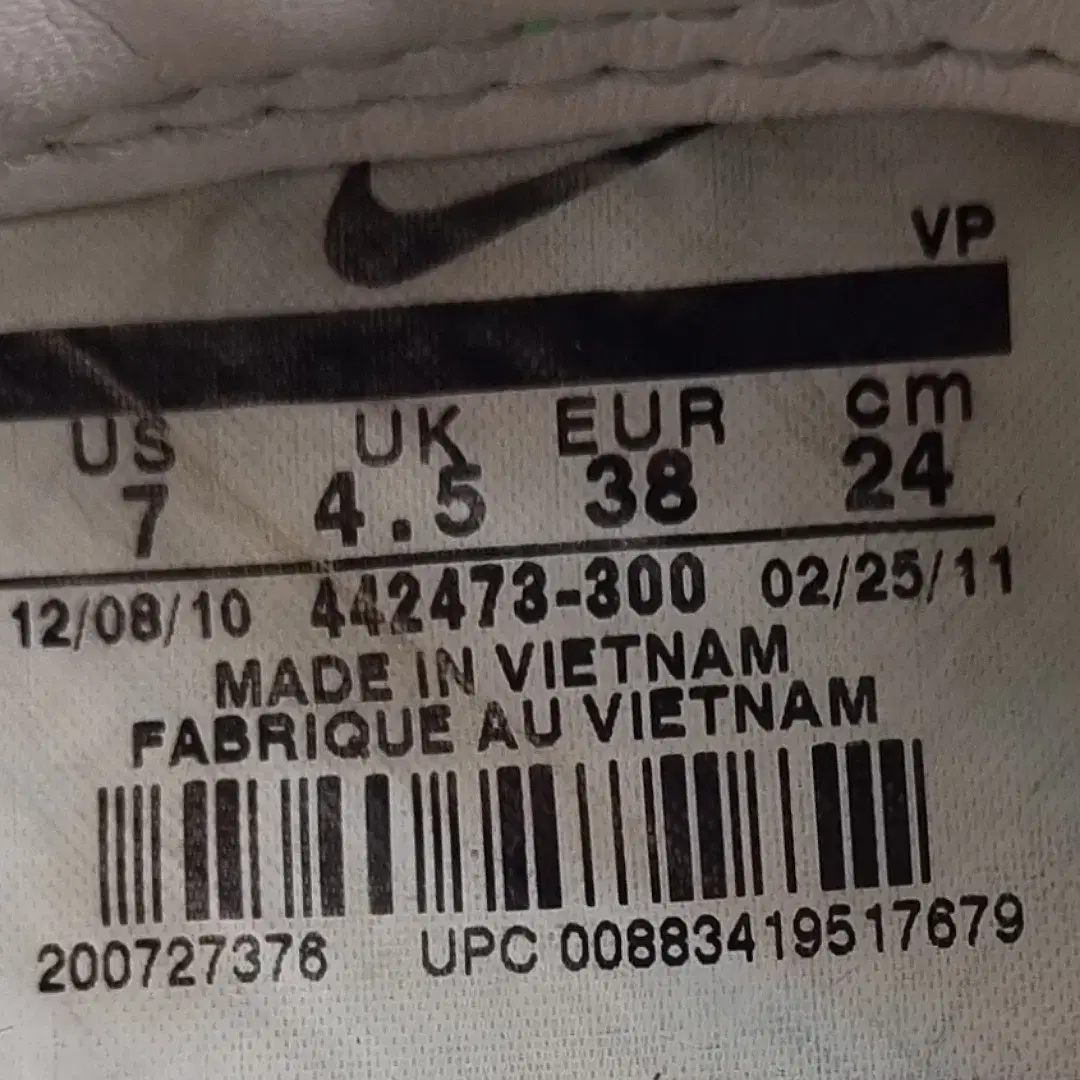 VP
US UK EUR cm
7 4.5 38 24
12/08/10 442473-300 02/25/11
MADE IN VIETNAM
FABRIQUE AU VIETNAM
200727376 UPC 00883419517679